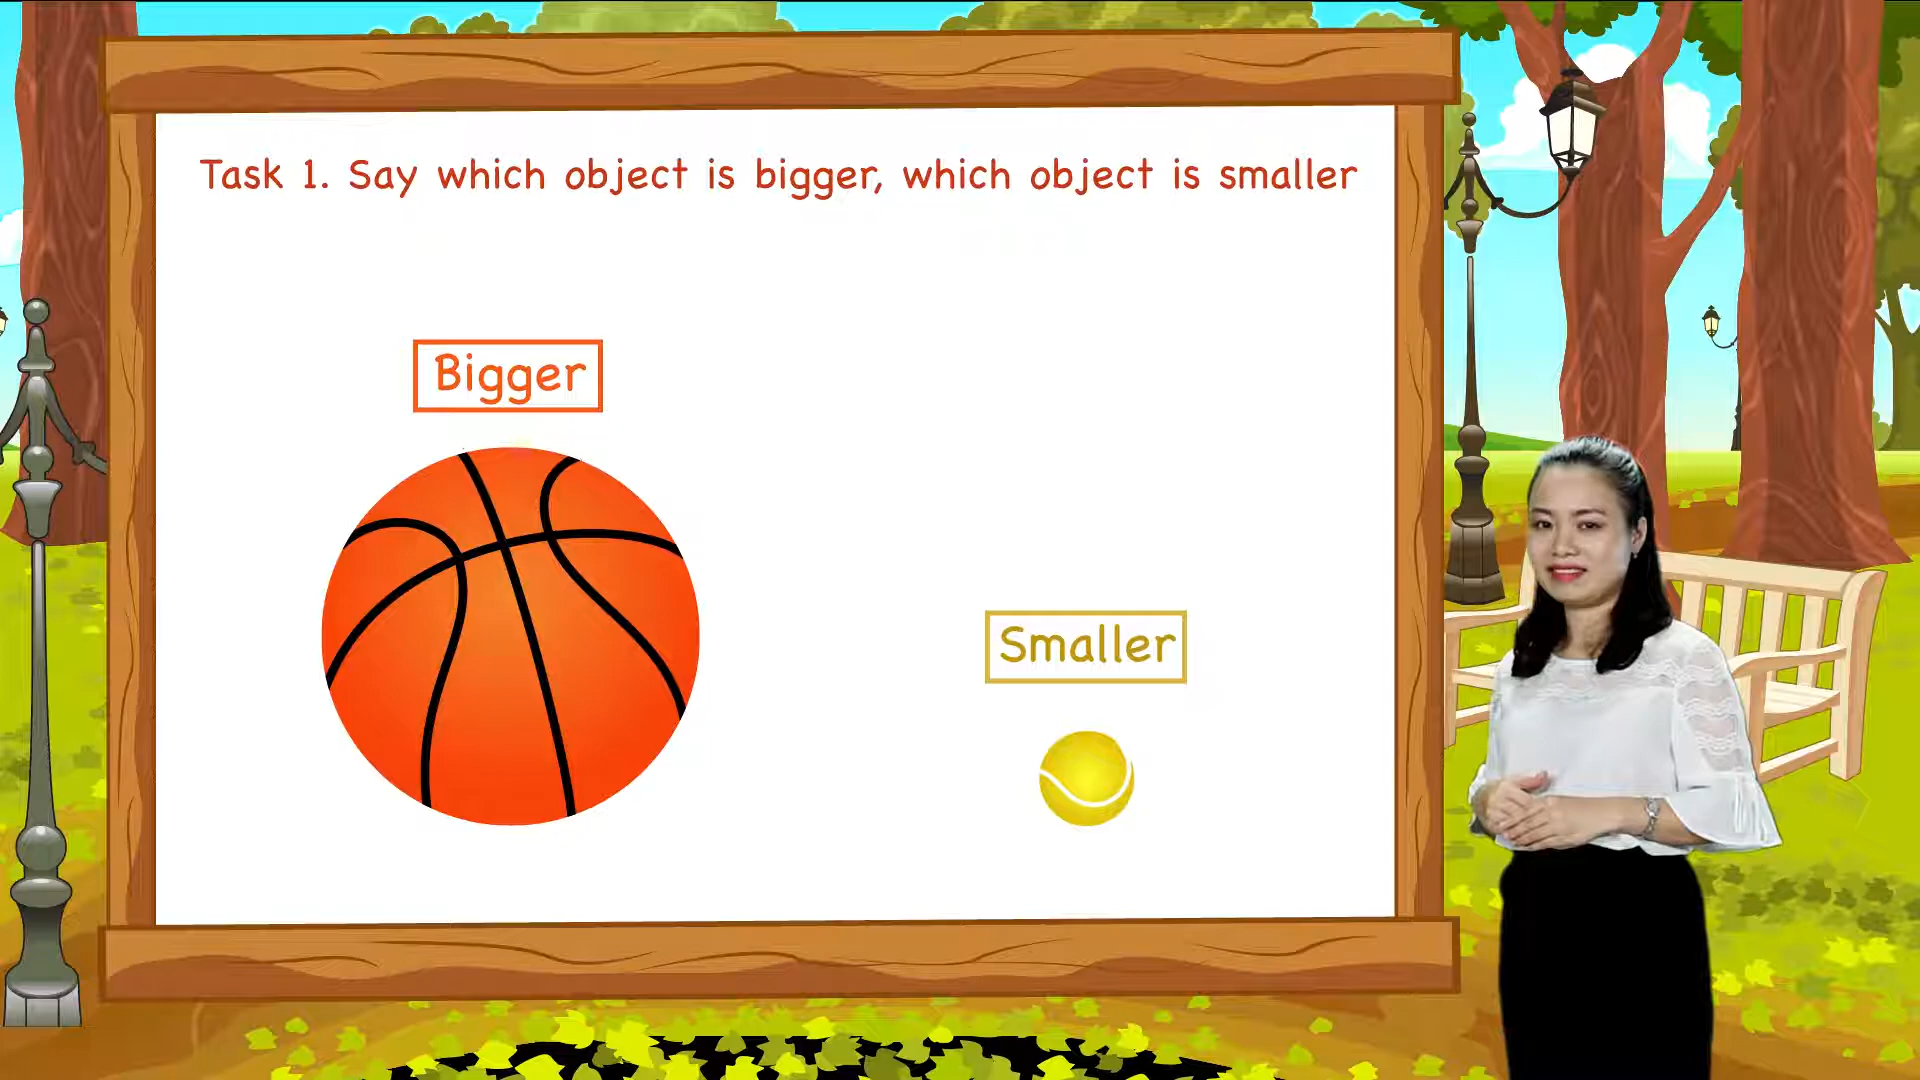 Task 1. Say which object is bigger, which object is smaller
Bigger
Smaller